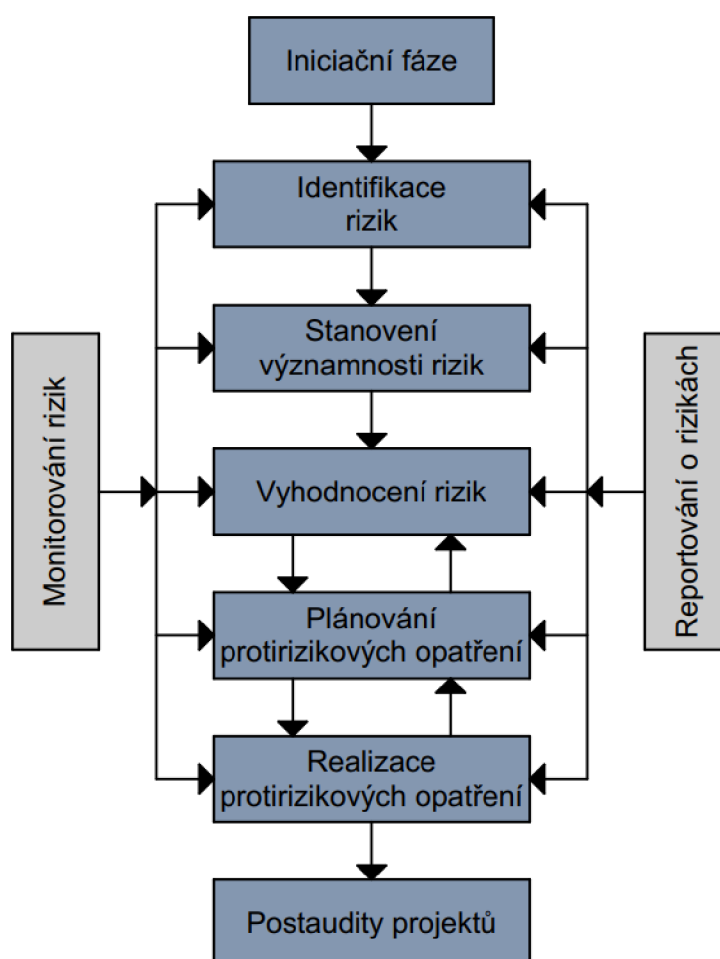 Iniciační fáze
Identifikace
rizik
Stanovení
významnosti rizik
Monitorování rizik
Reportování o rizikách
Vyhodnocení rizik
Plánování
protirizikových opatření
Realizace
protirizikových opatření
Postaudity projektů